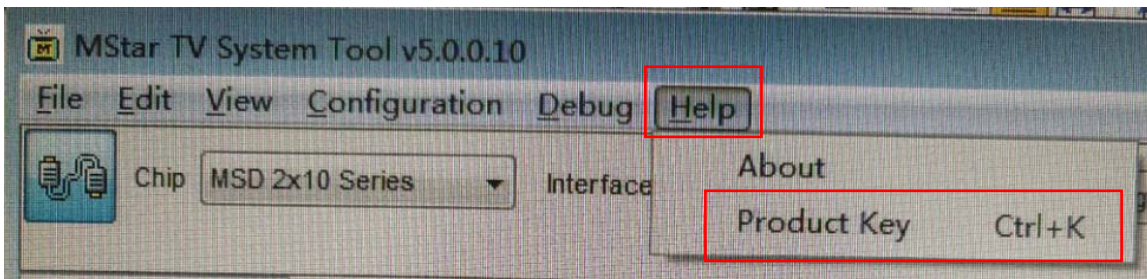 MStar TV System Tool v5.0.0.10
File Edit View Configuration Debug Help
Chip MSD 2x10 Series Interface
About
Product Key Ctrl+K